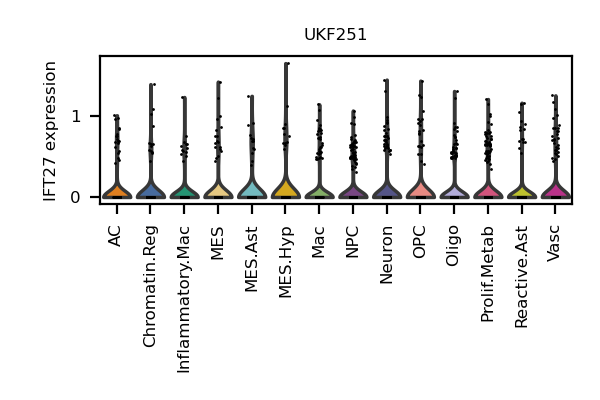 UKF251
IFT27 expression
1
0
AC
Chromatin.Reg
Inflammatory.Mac
MES
MES.Ast
MES.Hyp
Mac
NPC
Neuron
OPC
Oligo
Prolif.Metab
Reactive.Ast
Vasc